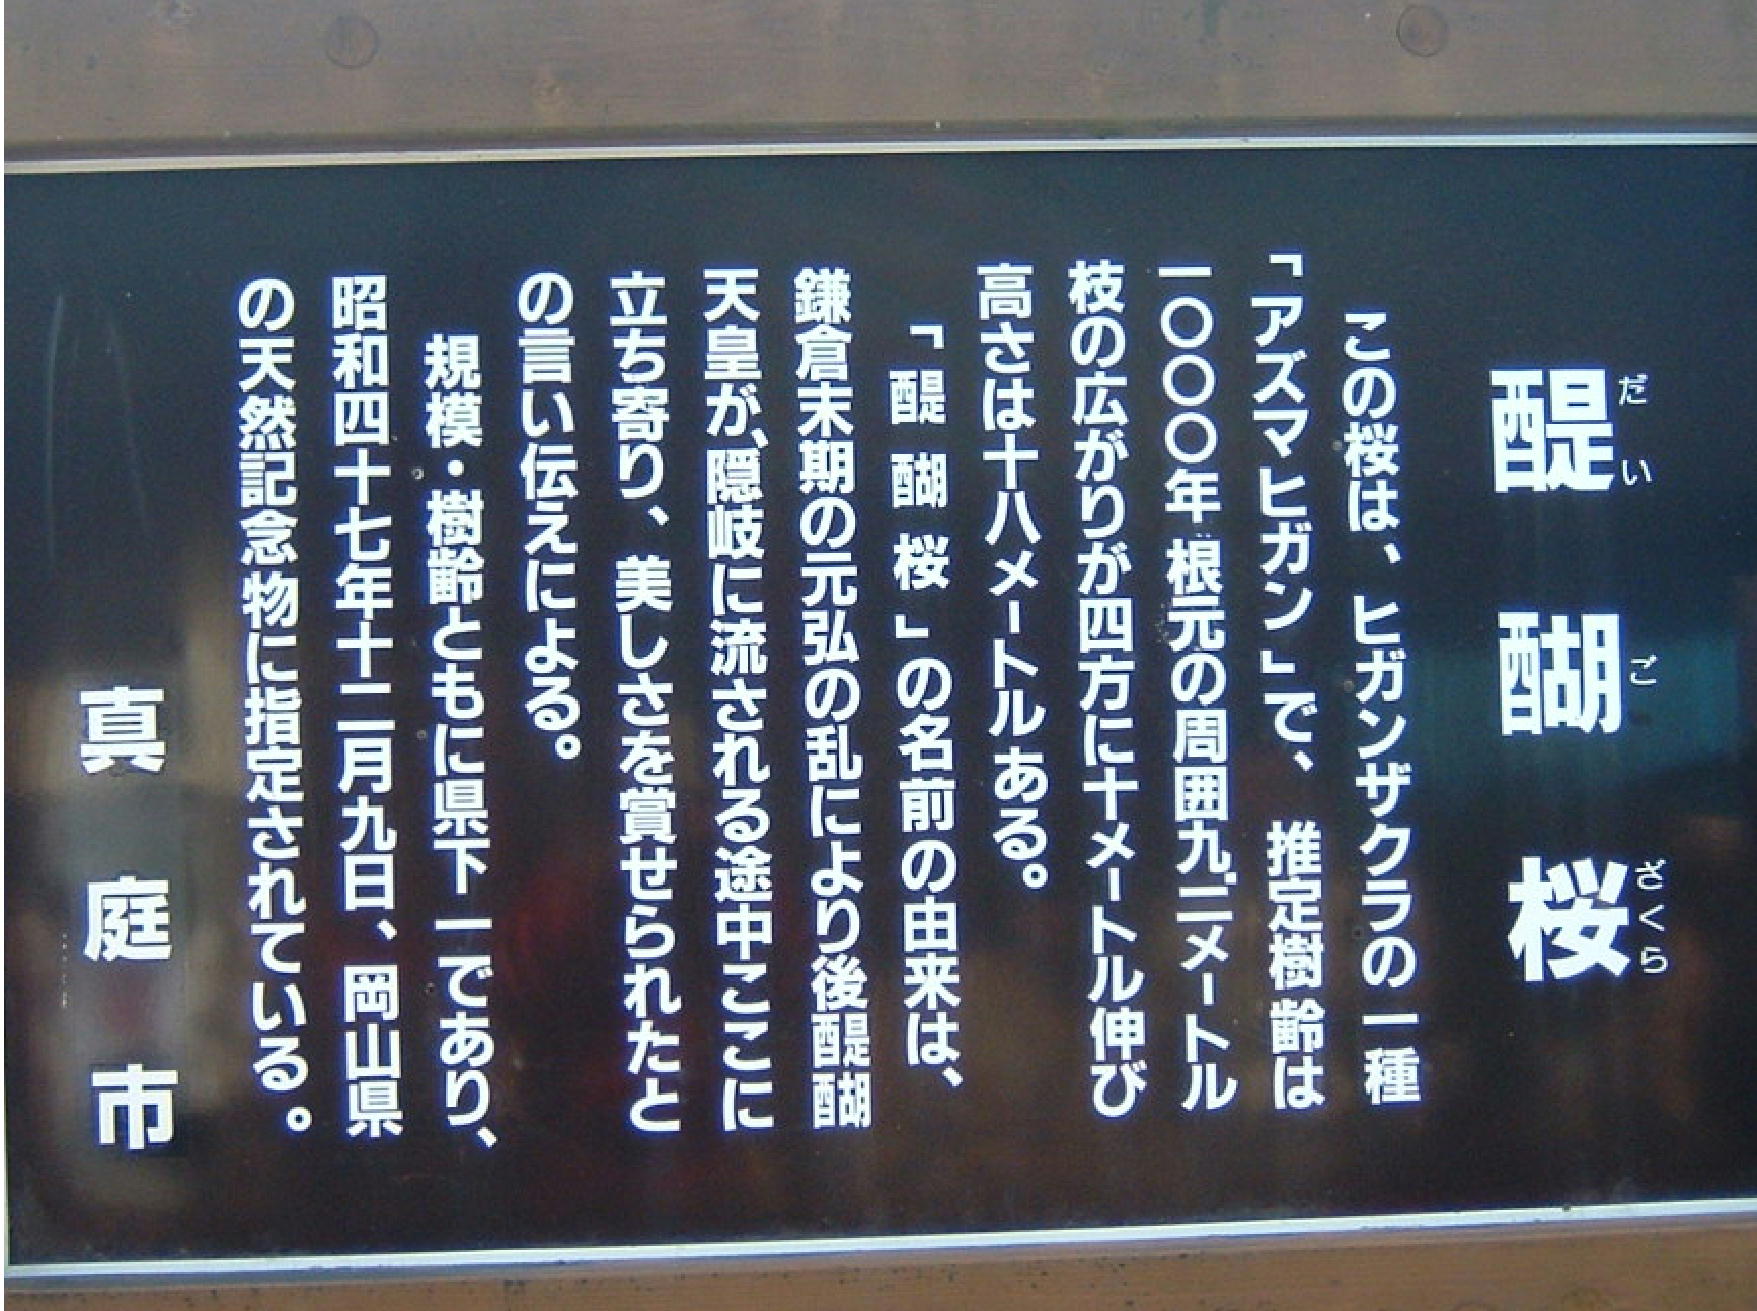 醍醐桜
だいござくら
この桜は、ヒガンザクラの一種
「アズマヒガン」で、推定樹齢は
一〇〇〇年 根元の周囲九・二メートル
枝の広がりが四方に十メートル伸び
高さは十八メートルある。
「醍醐桜」の名前の由来は、
鎌倉末期の元弘の乱により後醍醐
天皇が、隠岐に流される途中ここに
立ち寄り、美しさを賞せられたと
の言い伝えによる。
規模・樹齢ともに県下一であり、
昭和四十七年十二月九日、岡山県
の天然記念物に指定されている。
真庭市